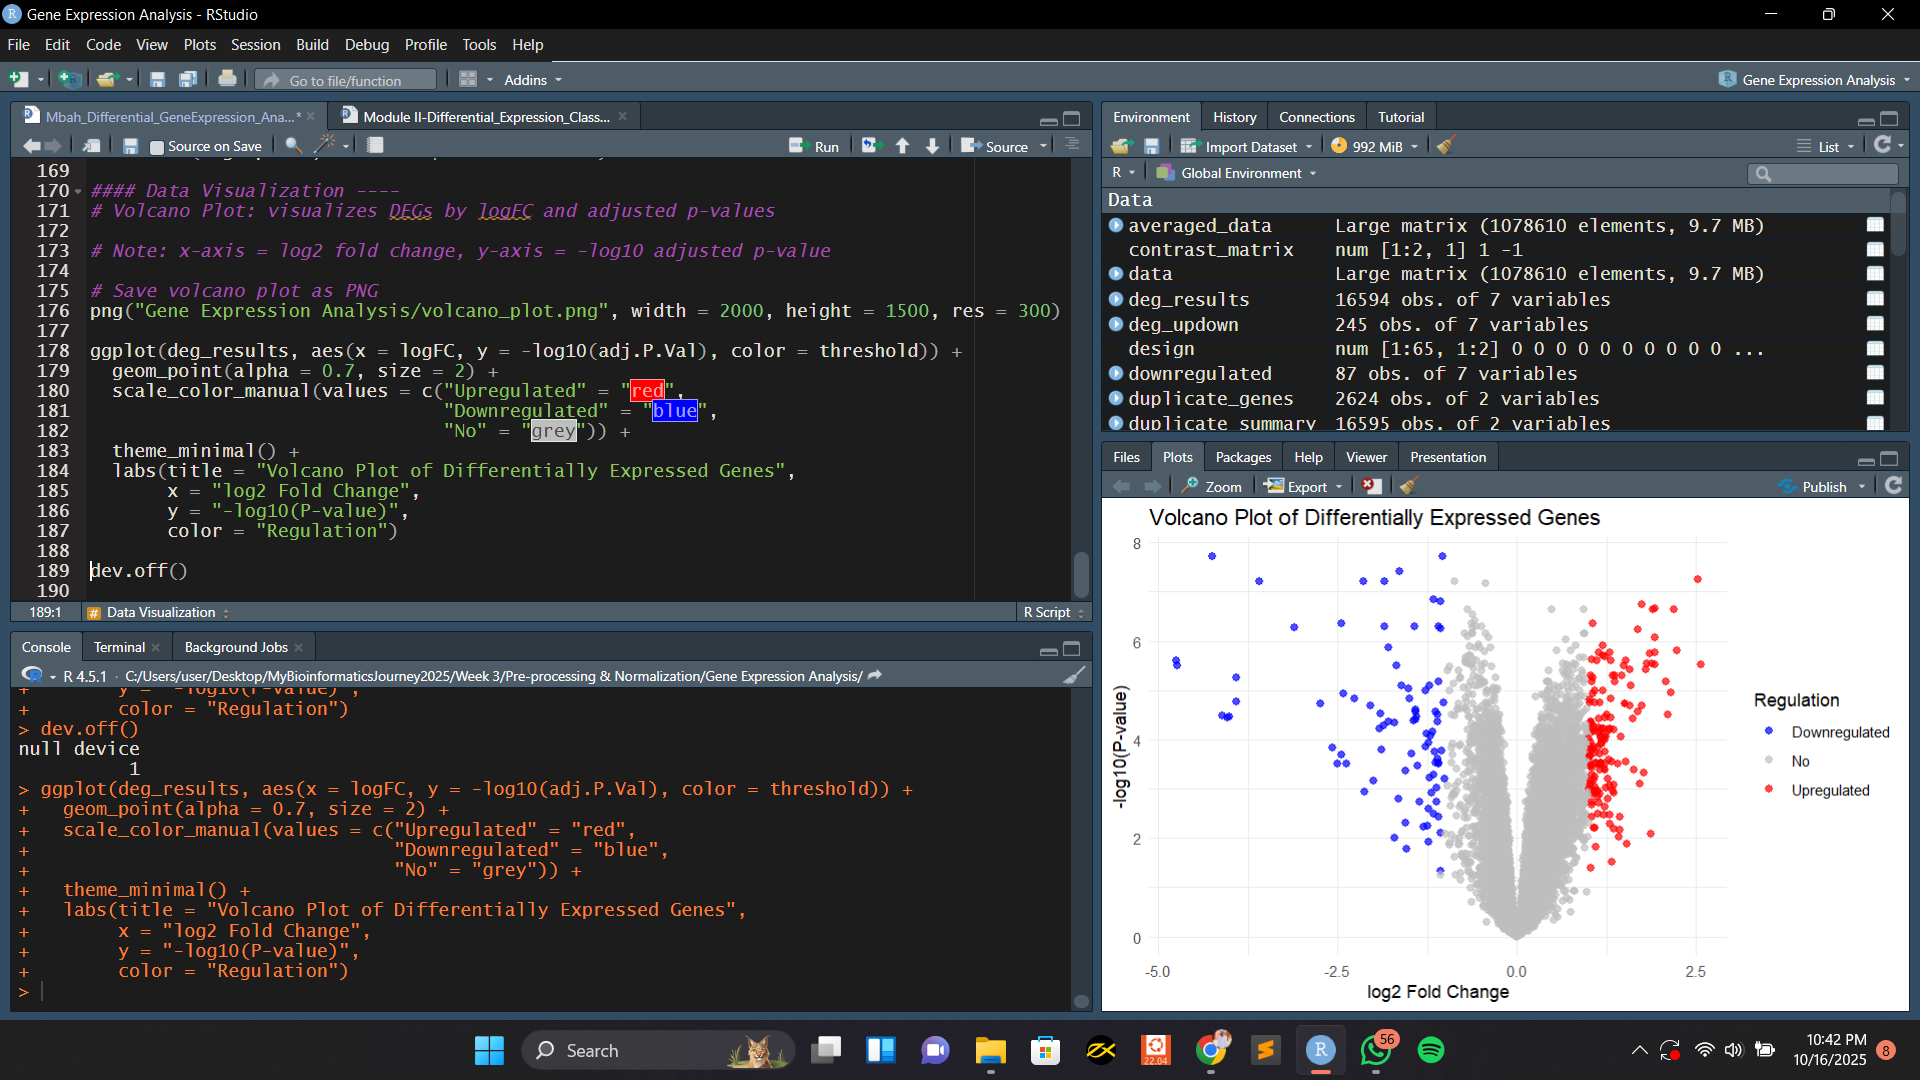 Gene Expression Analysis - RStudio
File Edit Code View Plots Session Build Debug Profile Tools Help
Go to file/function Addins Gene Expression Analysis
Mbah_Differential_GeneExpression_Ana...* Module II-Differential_Expression_Class...
Source on Save Run Source
169
170 #### Data Visualization ----
171 # Volcano Plot: visualizes DEGs by logFC and adjusted p-values
172
173 # Note: x-axis = log2 fold change, y-axis = -log10 adjusted p-value
174
175 # Save volcano plot as PNG
176 png("Gene Expression Analysis/volcano_plot.png", width = 2000, height = 1500, res = 300)
177
178 ggplot(deg_results, aes(x = logFC, y = -log10(adj.P.Val), color = threshold)) +
179 geom_point(alpha = 0.7, size = 2) +
180 scale_color_manual(values = c("Upregulated" = "red",
181 "Downregulated" = "blue",
182 "No" = "grey")) +
183 theme_minimal() +
184 labs(title = "Volcano Plot of Differentially Expressed Genes",
185 x = "log2 Fold Change",
186 y = "-log10(P-value)",
187 color = "Regulation")
188
189 dev.off()
190
189:1 # Data Visualization R Script
Console Terminal Background Jobs
R 4.5.1 · C:/Users/user/Desktop/MyBioinformaticsJourney2025/Week 3/Pre-processing & Normalization/Gene Expression Analysis/
+ y = "-log10(P-value)",
+ color = "Regulation")
> dev.off()
null device
1
> ggplot(deg_results, aes(x = logFC, y = -log10(adj.P.Val), color = threshold)) +
+ geom_point(alpha = 0.7, size = 2) +
+ scale_color_manual(values = c("Upregulated" = "red",
+ "Downregulated" = "blue",
+ "No" = "grey")) +
+ theme_minimal() +
+ labs(title = "Volcano Plot of Differentially Expressed Genes",
+ x = "log2 Fold Change",
+ y = "-log10(P-value)",
+ color = "Regulation")
>
Environment History Connections Tutorial
Import Dataset 992 MiB List
R Global Environment
Data
averaged_data Large matrix (1078610 elements, 9.7 MB)
contrast_matrix num [1:2, 1] 1 -1
data Large matrix (1078610 elements, 9.7 MB)
deg_results 16594 obs. of 7 variables
deg_updown 245 obs. of 7 variables
design num [1:65, 1:2] 0 0 0 0 0 0 0 0 0 0 ...
downregulated 87 obs. of 7 variables
duplicate_genes 2624 obs. of 2 variables
duplicate_summary 16595 obs. of 2 variables
Files Plots Packages Help Viewer Presentation
Zoom Export Publish
Volcano Plot of Differentially Expressed Genes
8
6
4
2
0
-log10(P-value)
-5.0 -2.5 0.0 2.5
log2 Fold Change
Regulation
Downregulated
No
Upregulated
Search
22.04
56
10:42 PM
10/16/2025
8